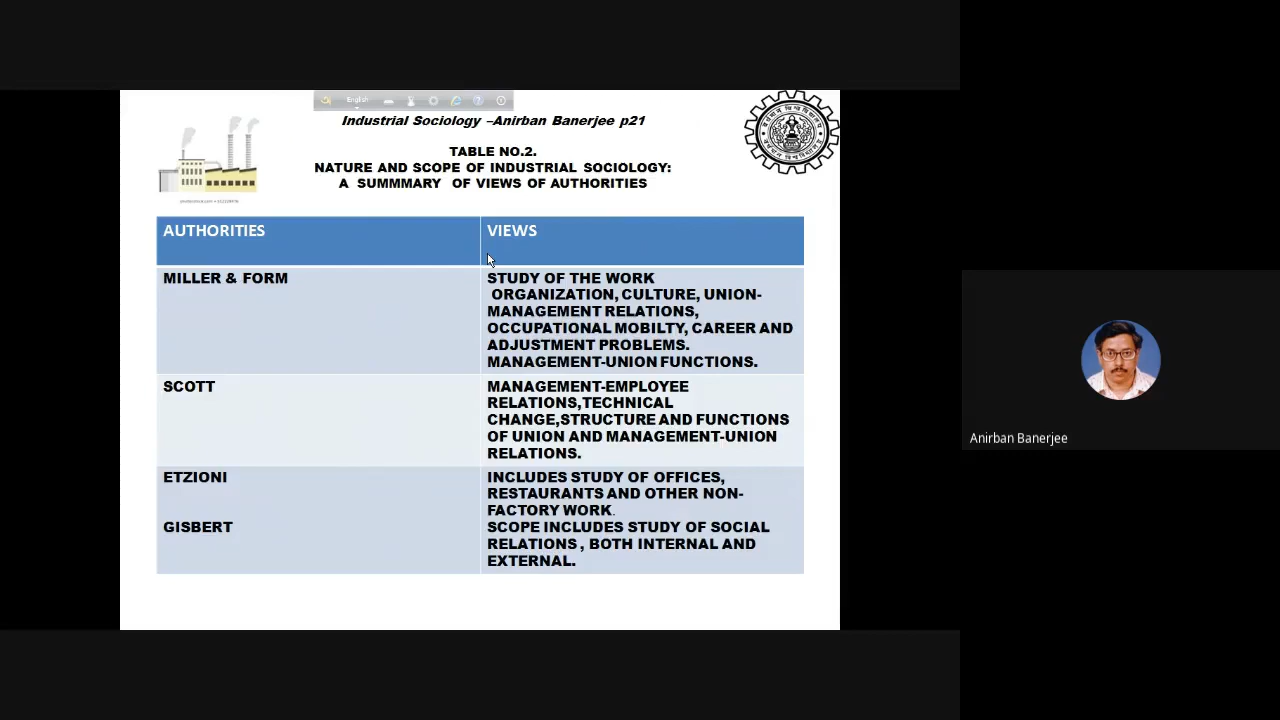 English
Industrial Sociology –Anirban Banerjee p21
TABLE NO.2.
NATURE AND SCOPE OF INDUSTRIAL SOCIOLOGY:
A SUMMMARY OF VIEWS OF AUTHORITIES
AUTHORITIES
VIEWS
MILLER & FORM
STUDY OF THE WORK
ORGANIZATION, CULTURE, UNION-
MANAGEMENT RELATIONS,
OCCUPATIONAL MOBILTY, CAREER AND
ADJUSTMENT PROBLEMS.
MANAGEMENT-UNION FUNCTIONS.
SCOTT
MANAGEMENT-EMPLOYEE
RELATIONS,TECHNICAL
CHANGE,STRUCTURE AND FUNCTIONS
OF UNION AND MANAGEMENT-UNION
RELATIONS.
ETZIONI
INCLUDES STUDY OF OFFICES,
RESTAURANTS AND OTHER NON-
FACTORY WORK.
GISBERT
SCOPE INCLUDES STUDY OF SOCIAL
RELATIONS , BOTH INTERNAL AND
EXTERNAL.
Anirban Banerjee